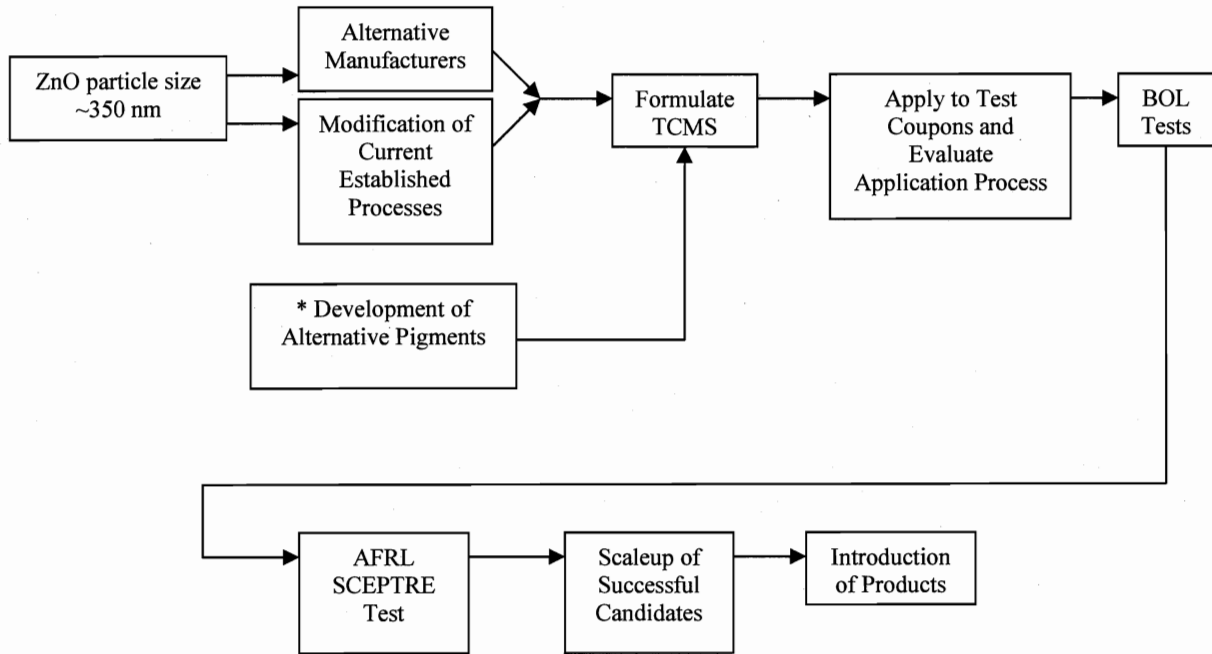 ZnO particle size
~350 nm
Alternative
Manufacturers
Modification of
Current
Established
Processes
Formulate
TCMS
Apply to Test
Coupons and
Evaluate
Application Process
BOL
Tests
* Development of
Alternative Pigments
AFRL
SCEPTRE
Test
Scaleup of
Successful
Candidates
Introduction
of Products